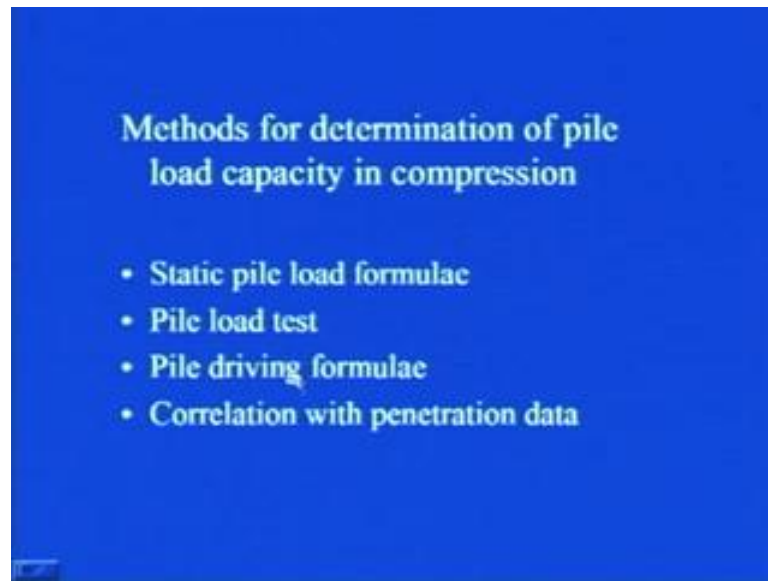 Methods for determination of pile
load capacity in compression
• Static pile load formulae
• Pile load test
• Pile driving formulae
• Correlation with penetration data